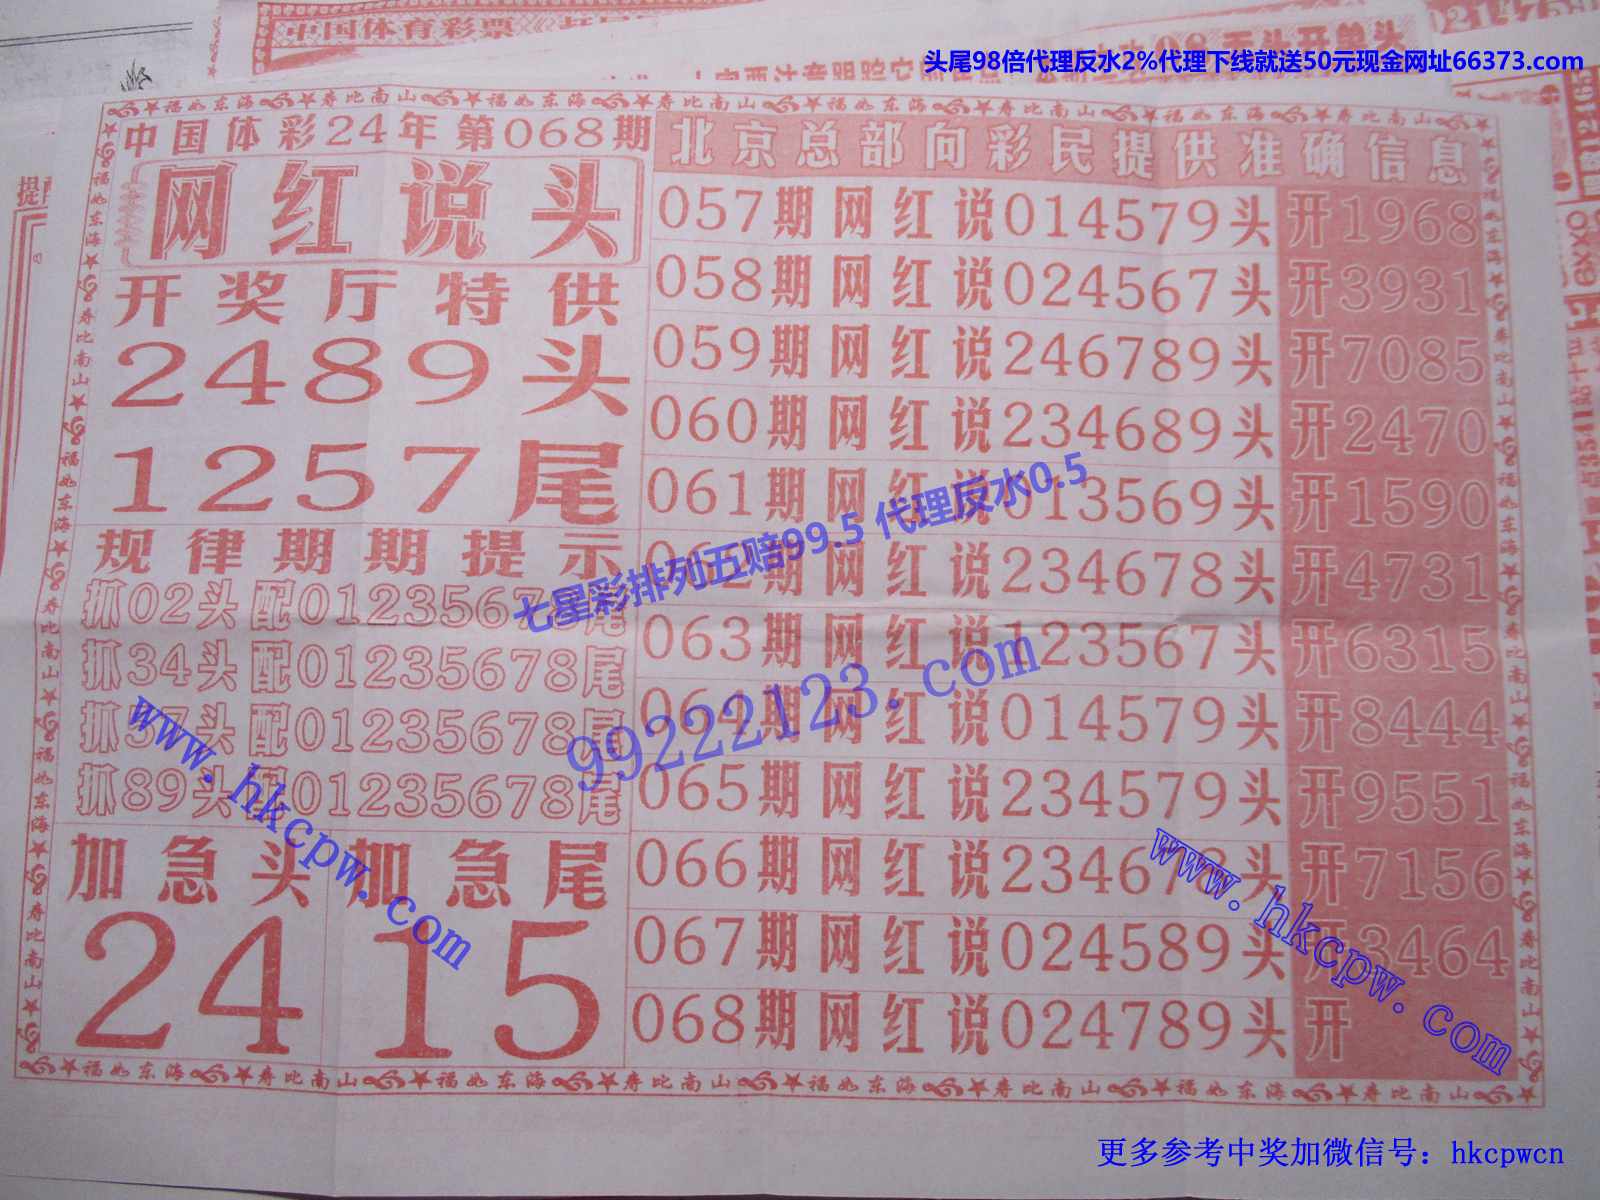 中国体育彩票
头尾98倍代理反水2%代理下线就送50元现金网址66373.com
中国体彩24年第068期
网红说头
开奖厅特供
2489头
1257尾
规律期期提示
抓02头配01235678尾
抓34头配01235678尾
抓57头配01235678尾
抓89头配01235678尾
加急头 加急尾
24 15
北京总部向彩民提供准确信息
057期网红说014579头 开1968
058期网红说024567头 开3931
059期网红说246789头 开7085
060期网红说234689头 开2470
061期网红说013569头 开1590
062期网红说234678头 开4731
063期网红说123567头 开6315
064期网红说014579头 开8444
065期网红说234579头 开9551
066期网红说234678头 开7156
067期网红说024589头 开3464
068期网红说024789头 开
福如东海 寿比南山 福如东海 寿比南山 福如东海 寿比南山
七星彩排列五赔99.5 代理反水0.5
99222123.com
www.hkcpw.com
www.hkcpw.com
更多参考中奖加微信号：hkcpwcn